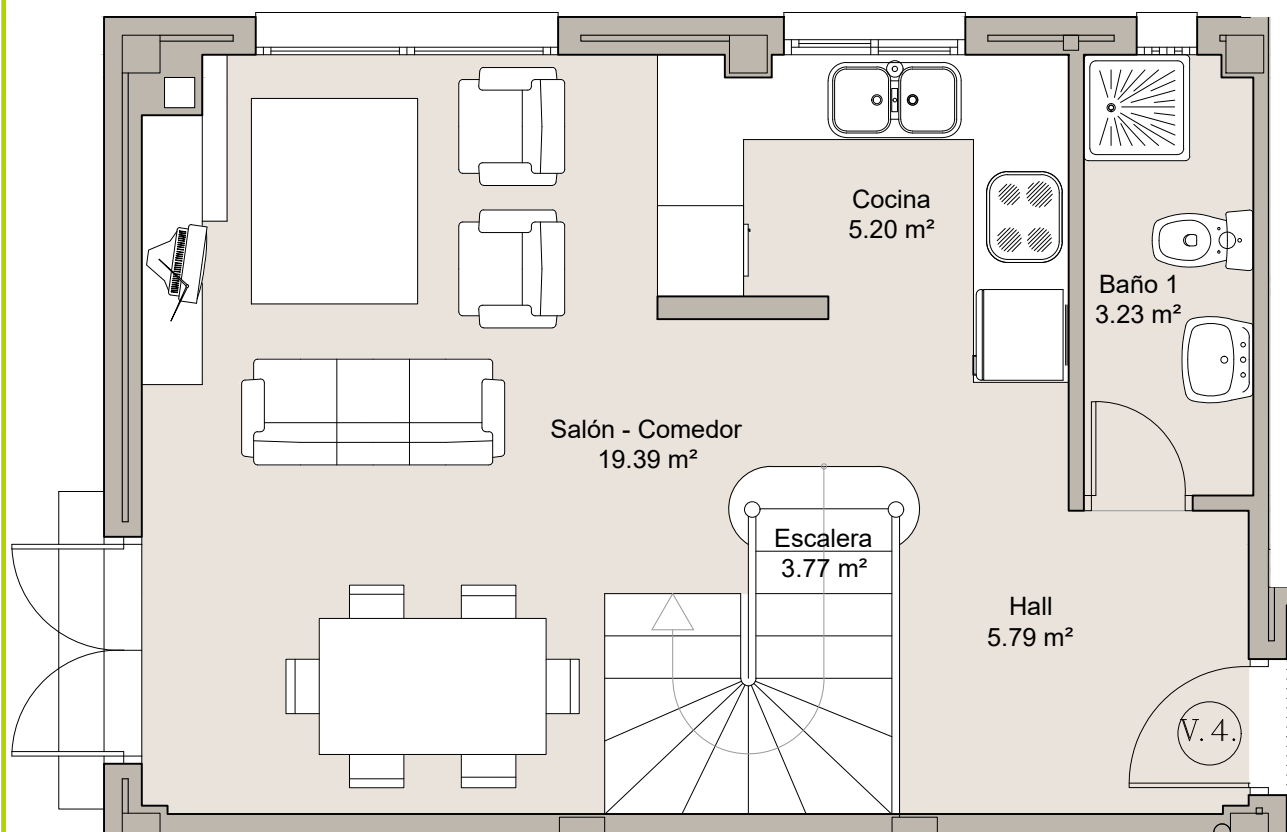 Cocina
5.20 m²
Baño 1
3.23 m²
Salón - Comedor
19.39 m²
Escalera
3.77 m²
Hall
5.79 m²
V.4.